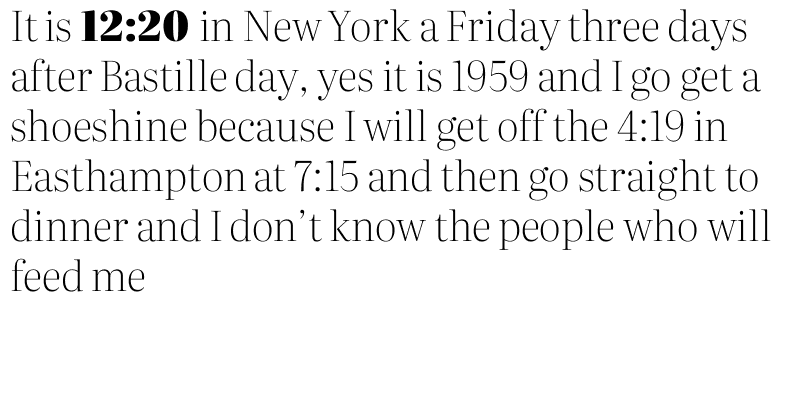 It is 12:20 in New York a Friday three days
after Bastille day, yes it is 1959 and I go get a
shoeshine because I will get off the 4:19 in
Easthampton at 7:15 and then go straight to
dinner and I don’t know the people who will
feed me